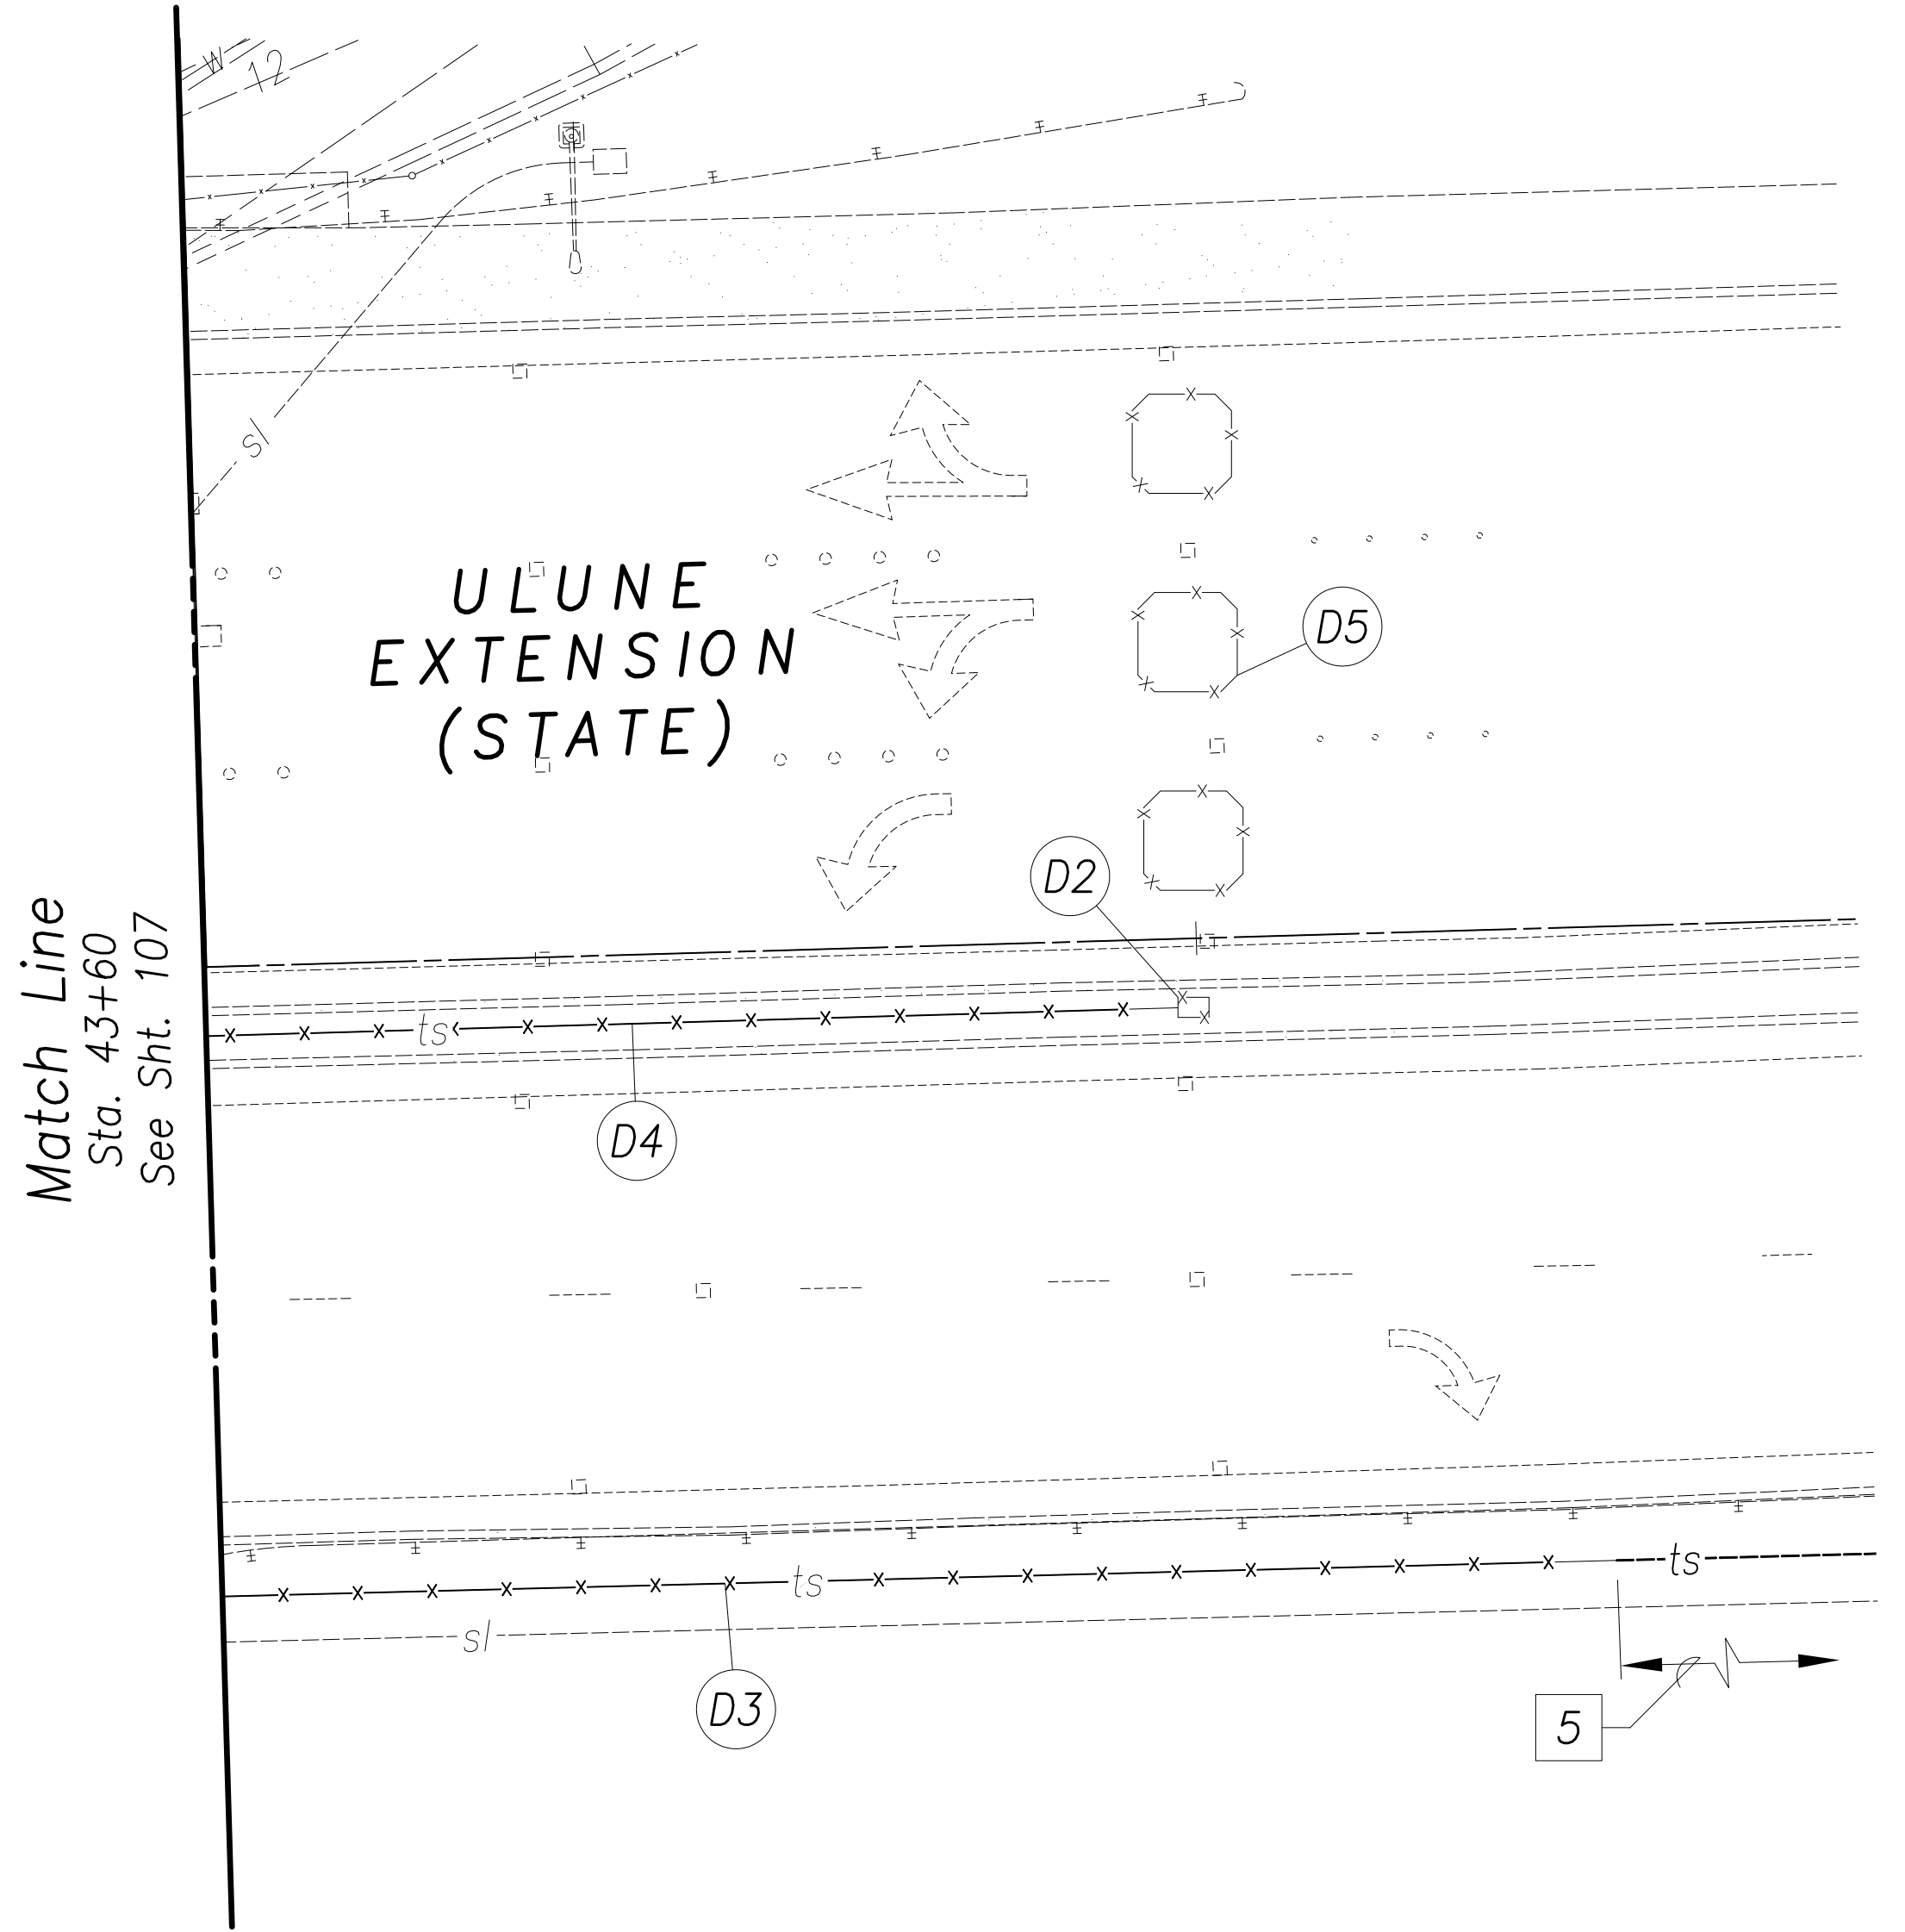 W
12
sl
ULUNE
EXTENSION
(STATE)
D5
D2
Match Line
Sta. 43+60
See Sht. 107
ts
D4
ts
ts
sl
D3
5